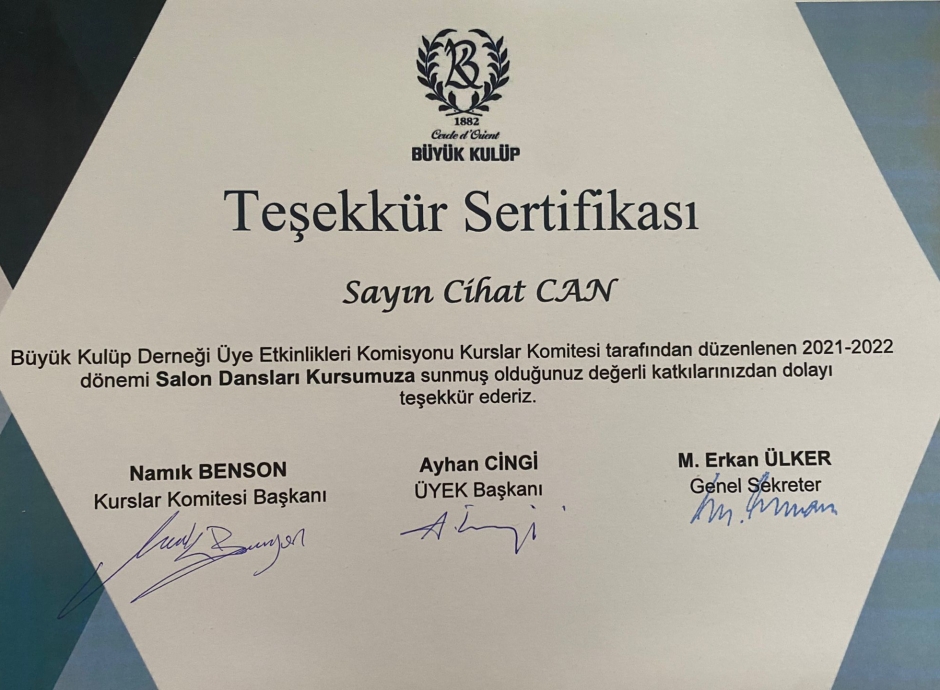 1882
Cercle d'Orient
BÜYÜK KULÜP
Teşekkür Sertifikası
Sayın Cihat CAN
Büyük Kulüp Derneği Üye Etkinlikleri Komisyonu Kurslar Komitesi tarafından düzenlenen 2021-2022
dönemi Salon Dansları Kursumuza sunmuş olduğunuz değerli katkılarınızdan dolayı
teşekkür ederiz.
Namık BENSON
Kurslar Komitesi Başkanı
Ayhan CİNGİ
ÜYEK Başkanı
M. Erkan ÜLKER
Genel Sekreter